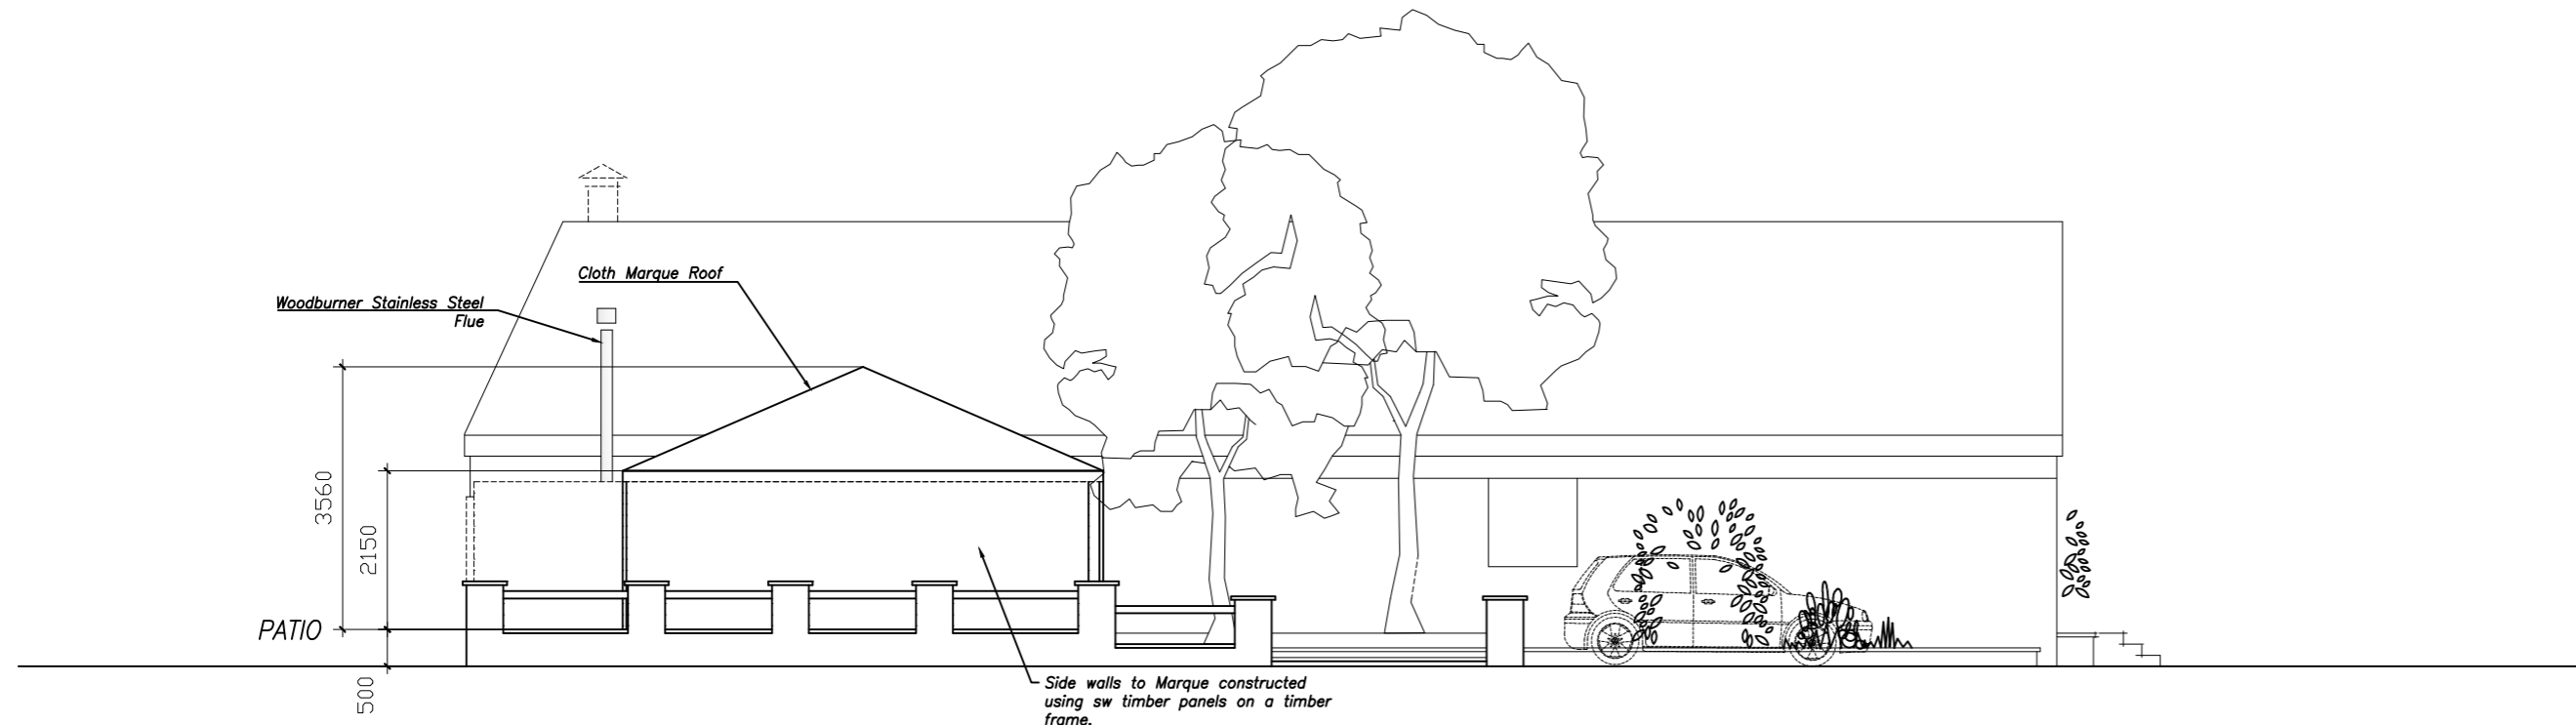 Cloth Marque Roof
Woodburner Stainless Steel
Flue
3560
2150
PATIO
500
Side walls to Marque constructed
using sw timber panels on a timber
frame.